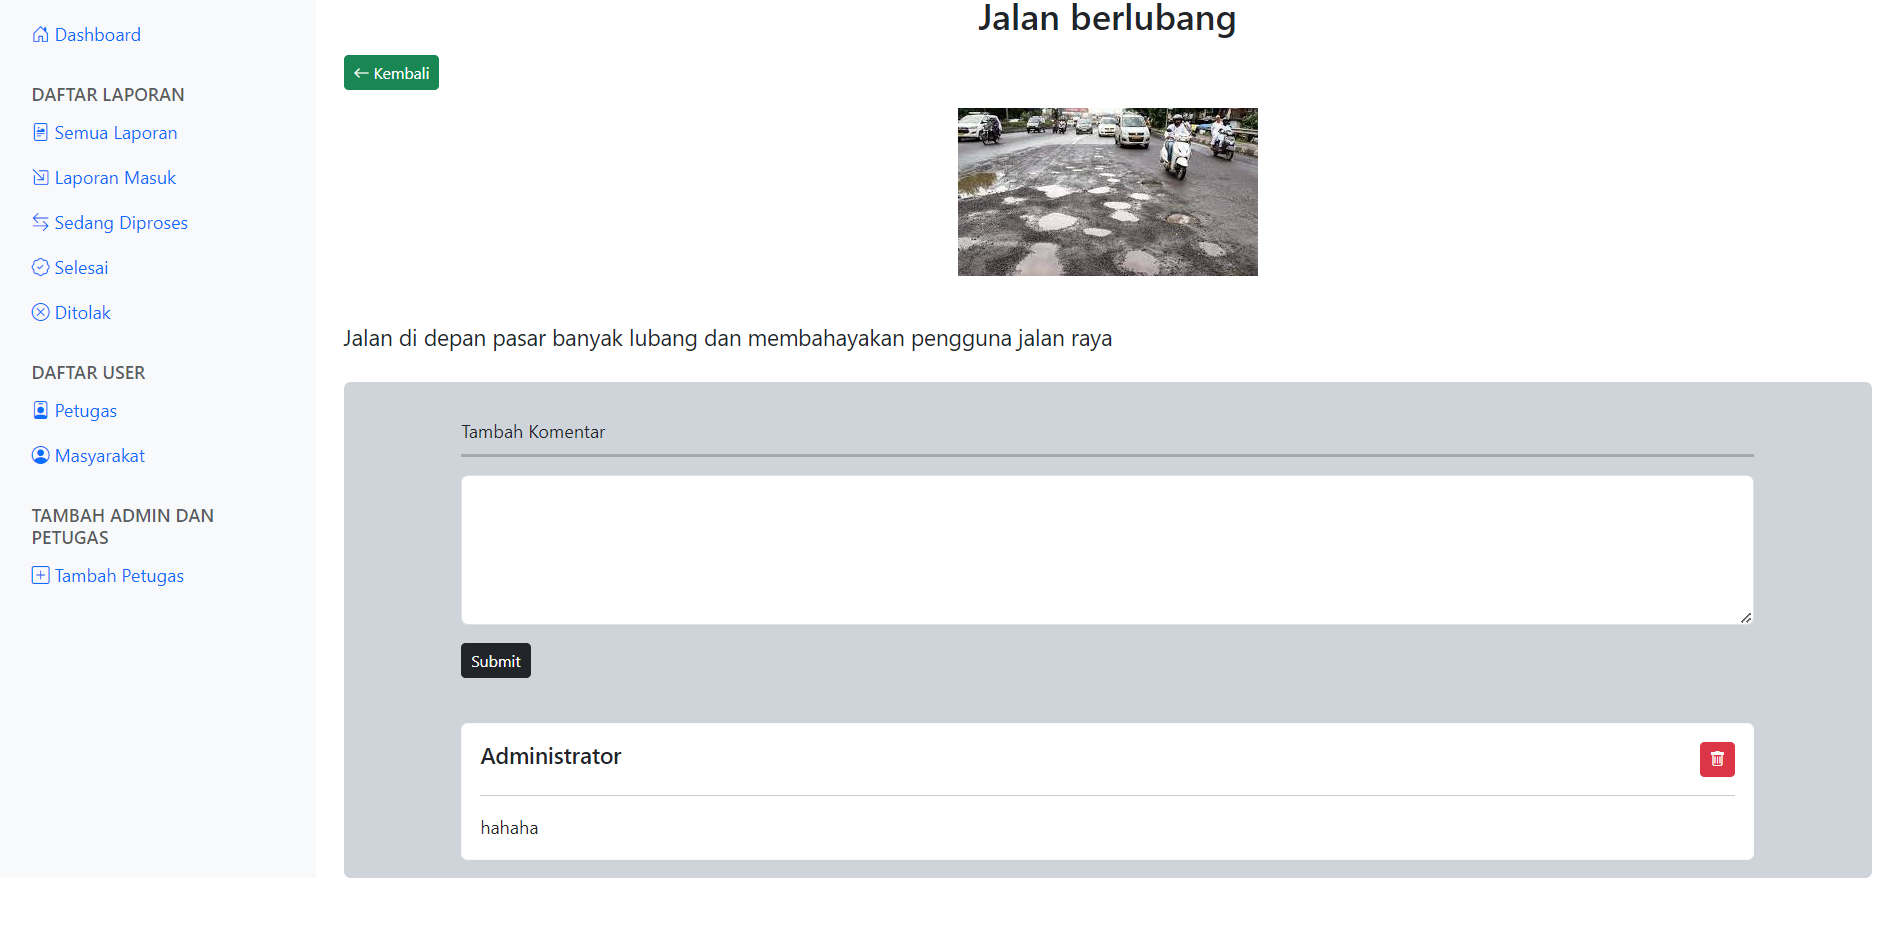 Dashboard
DAFTAR LAPORAN
Semua Laporan
Laporan Masuk
Sedang Diproses
Selesai
Ditolak
DAFTAR USER
Petugas
Masyarakat
TAMBAH ADMIN DAN
PETUGAS
Tambah Petugas
Jalan berlubang
Kembali
Jalan di depan pasar banyak lubang dan membahayakan pengguna jalan raya
Tambah Komentar
Submit
Administrator
hahaha